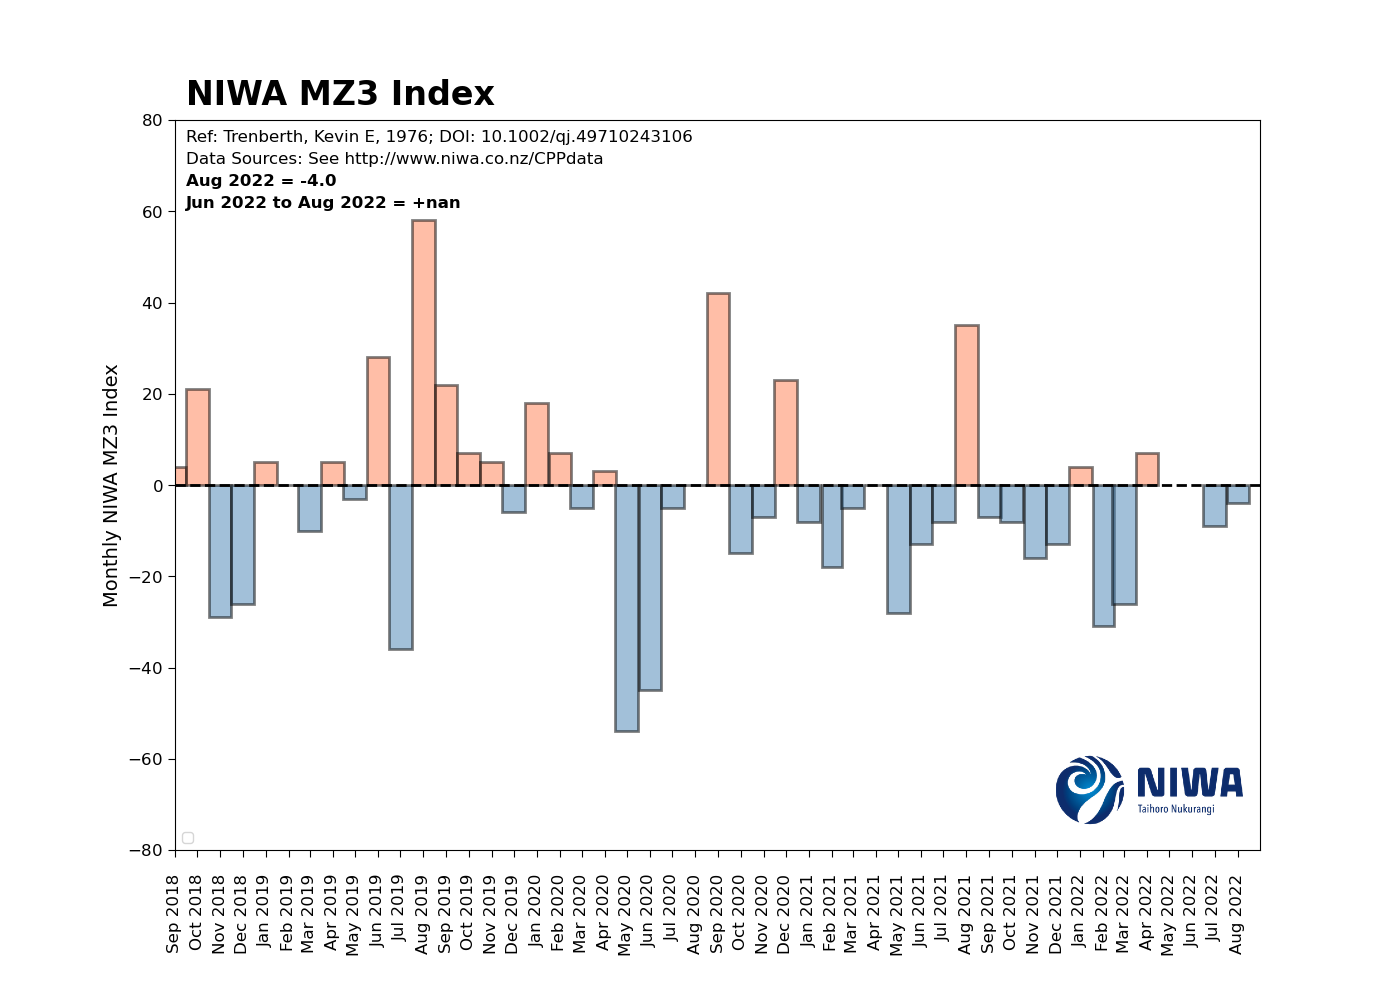 NIWA MZ3 Index
Ref: Trenberth, Kevin E, 1976; DOI: 10.1002/qj.49710243106
Data Sources: See http://www.niwa.co.nz/CPPdata
Aug 2022 = -4.0
Jun 2022 to Aug 2022 = +nan
Monthly NIWA MZ3 Index
80
60
40
20
0
−20
−40
−60
−80
NIWA
Taihoro Nukurangi
Sep 2018
Oct 2018
Nov 2018
Dec 2018
Jan 2019
Feb 2019
Mar 2019
Apr 2019
May 2019
Jun 2019
Jul 2019
Aug 2019
Sep 2019
Oct 2019
Nov 2019
Dec 2019
Jan 2020
Feb 2020
Mar 2020
Apr 2020
May 2020
Jun 2020
Jul 2020
Aug 2020
Sep 2020
Oct 2020
Nov 2020
Dec 2020
Jan 2021
Feb 2021
Mar 2021
Apr 2021
May 2021
Jun 2021
Jul 2021
Aug 2021
Sep 2021
Oct 2021
Nov 2021
Dec 2021
Jan 2022
Feb 2022
Mar 2022
Apr 2022
May 2022
Jun 2022
Jul 2022
Aug 2022